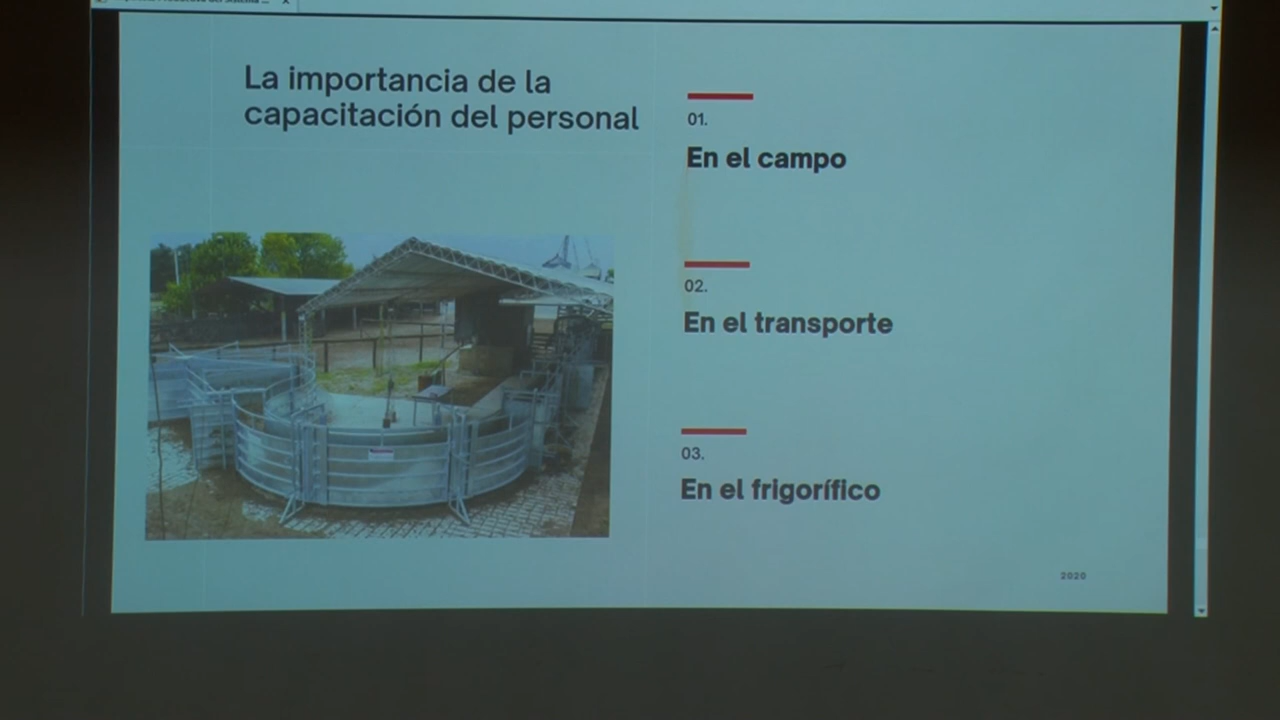 La importancia de la
capacitación del personal
01.
En el campo
02.
En el transporte
03.
En el frigorífico
2020